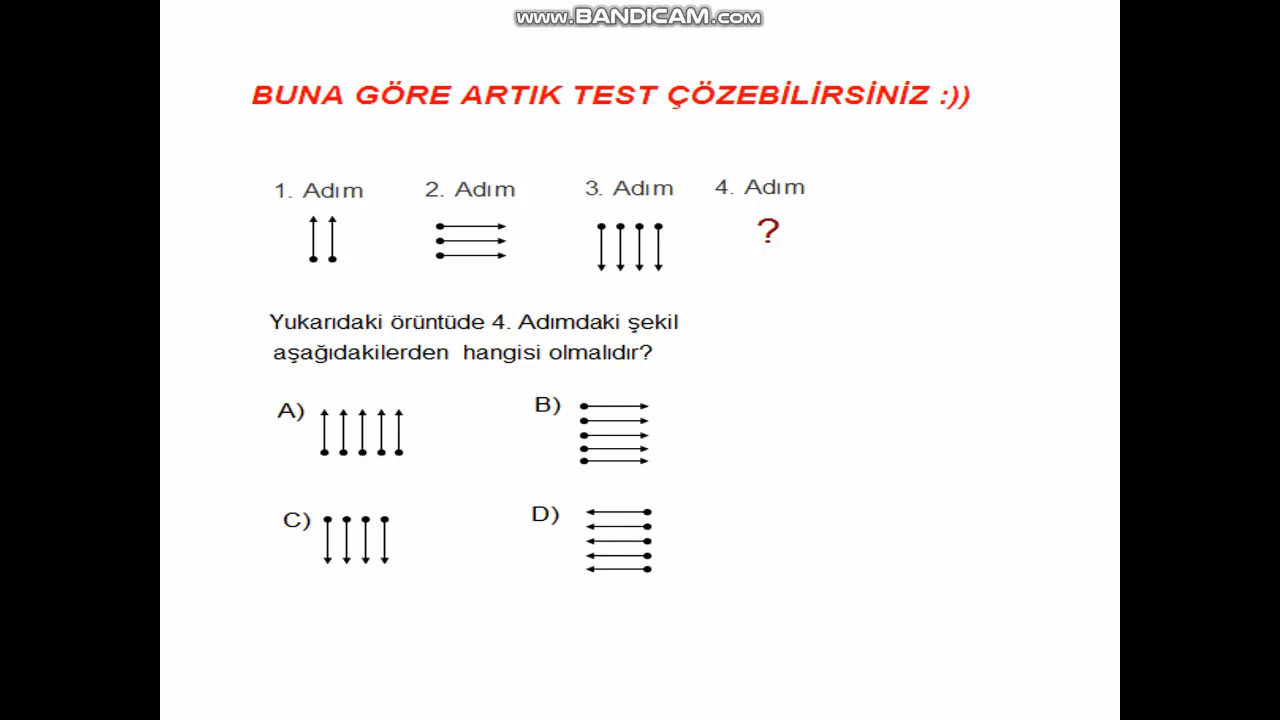 www.BANDICAM.com
BUNA GÖRE ARTIK TEST ÇÖZEBİLİRSİNİZ :))
1. Adım 2. Adım 3. Adım 4. Adım
?
Yukarıdaki örüntüde 4. Adımdaki şekil
aşağıdakilerden hangisi olmalıdır?
A) B)
C) D)